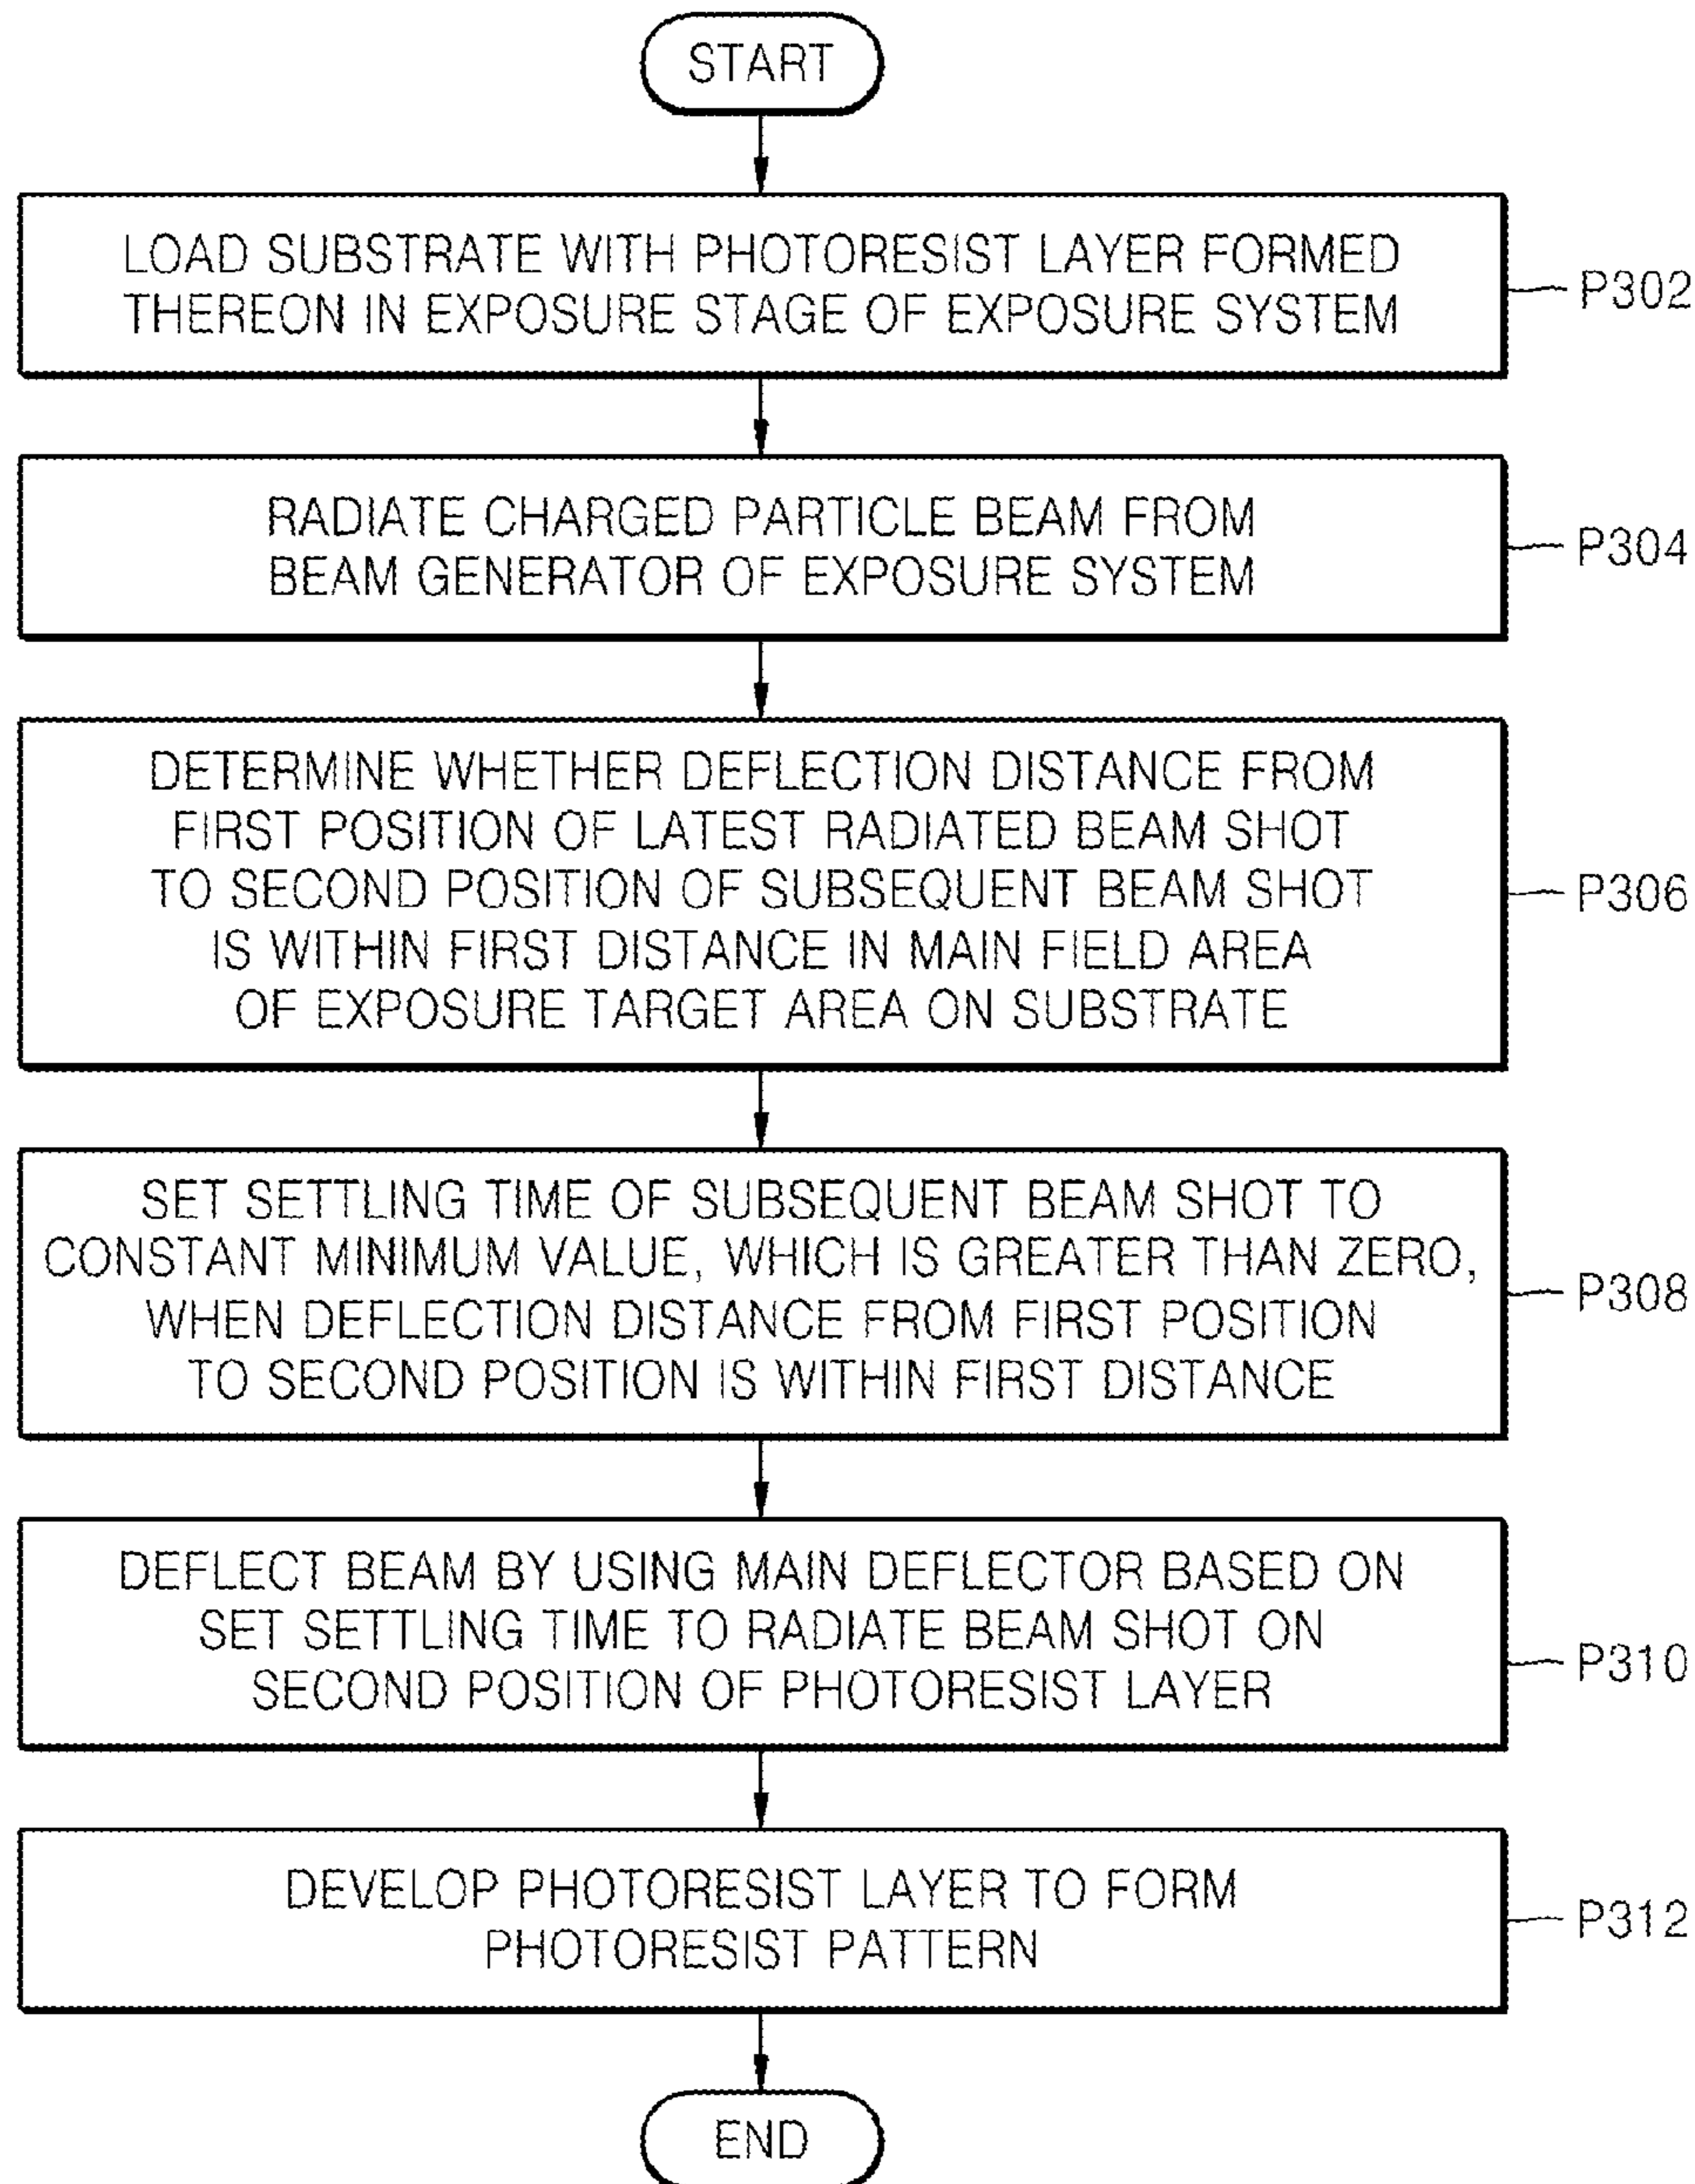 START
LOAD SUBSTRATE WITH PHOTORESIST LAYER FORMED
THEREON IN EXPOSURE STAGE OF EXPOSURE SYSTEM
P302
RADIATE CHARGED PARTICLE BEAM FROM
BEAM GENERATOR OF EXPOSURE SYSTEM
P304
DETERMINE WHETHER DEFLECTION DISTANCE FROM
FIRST POSITION OF LATEST RADIATED BEAM SHOT
TO SECOND POSITION OF SUBSEQUENT BEAM SHOT
IS WITHIN FIRST DISTANCE IN MAIN FIELD AREA
OF EXPOSURE TARGET AREA ON SUBSTRATE
P306
SET SETTLING TIME OF SUBSEQUENT BEAM SHOT TO
CONSTANT MINIMUM VALUE, WHICH IS GREATER THAN ZERO,
WHEN DEFLECTION DISTANCE FROM FIRST POSITION
TO SECOND POSITION IS WITHIN FIRST DISTANCE
P308
DEFLECT BEAM BY USING MAIN DEFLECTOR BASED ON
SET SETTLING TIME TO RADIATE BEAM SHOT ON
SECOND POSITION OF PHOTORESIST LAYER
P310
DEVELOP PHOTORESIST LAYER TO FORM
PHOTORESIST PATTERN
P312
END